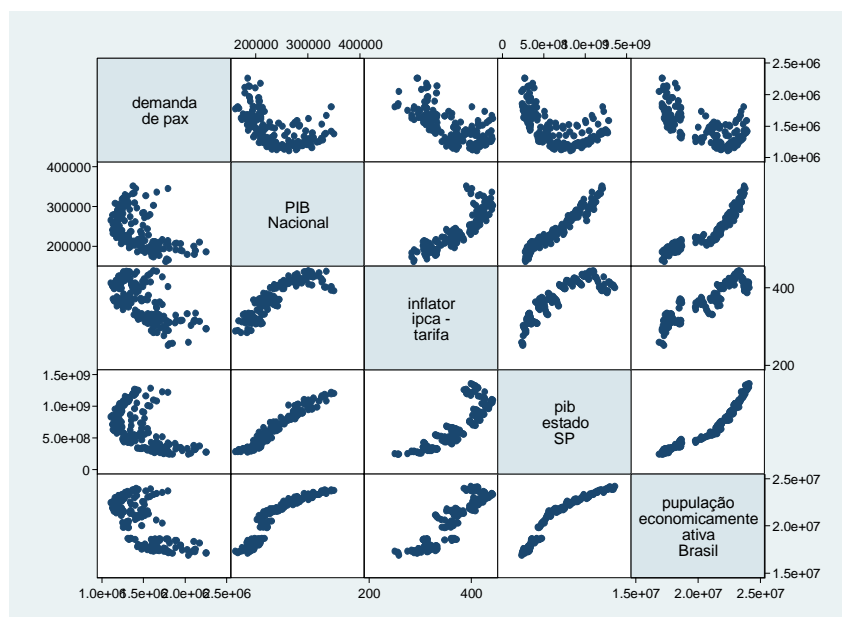 200000 300000 400000
0 5.0e+08 1.0e+09 1.5e+09
demanda
de pax
2.5e+06
2.0e+06
1.5e+06
1.0e+06
400000
300000
200000
PIB
Nacional
inflator
ipca -
tarifa
400
200
1.5e+09
1.0e+09
5.0e+08
0
pib
estado
SP
pupulação
economicamente
ativa
Brasil
2.5e+07
2.0e+07
1.5e+07
1.0e+06 1.5e+06 2.0e+06 2.5e+06
200 400
1.5e+07 2.0e+07 2.5e+07